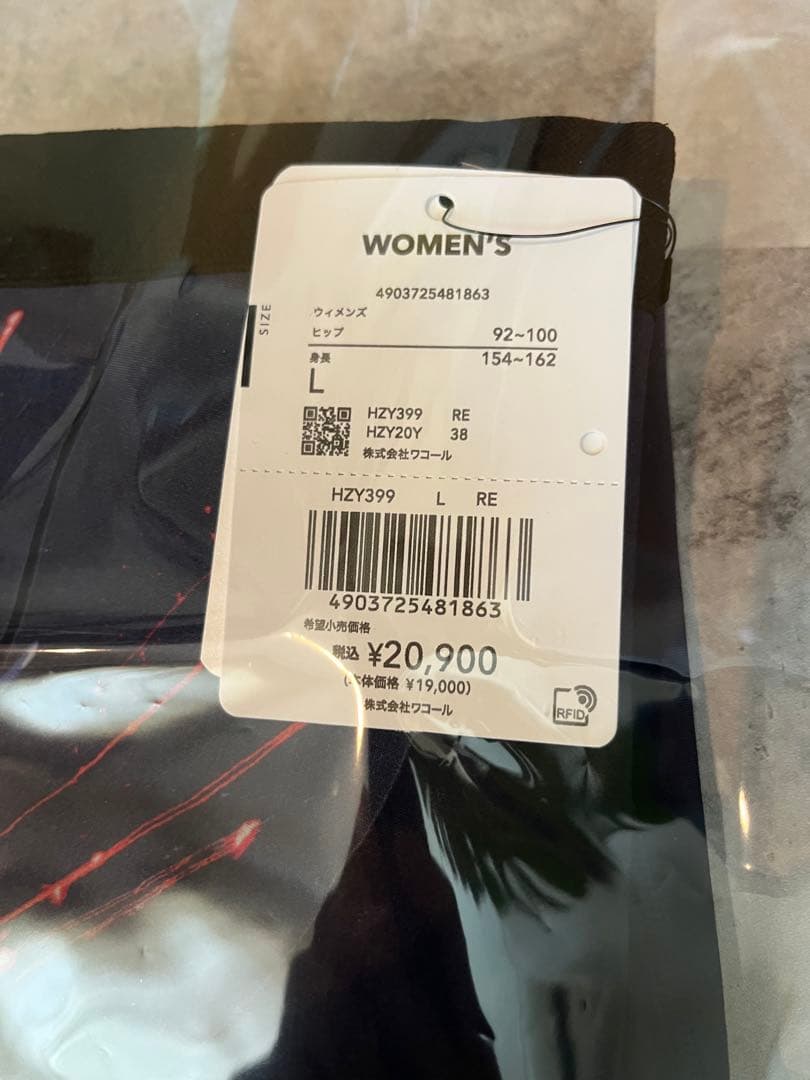 WOMEN'S
4903725481863
SIZE
ウィメンズ
ヒップ 92~100
身長 154~162
L
HZY399 RE
HZY20Y 38
株式会社ワコール
HZY399 L RE
4903725481863
希望小売価格
税込 ¥20,900
(本体価格 ¥19,000)
株式会社ワコール
RFID